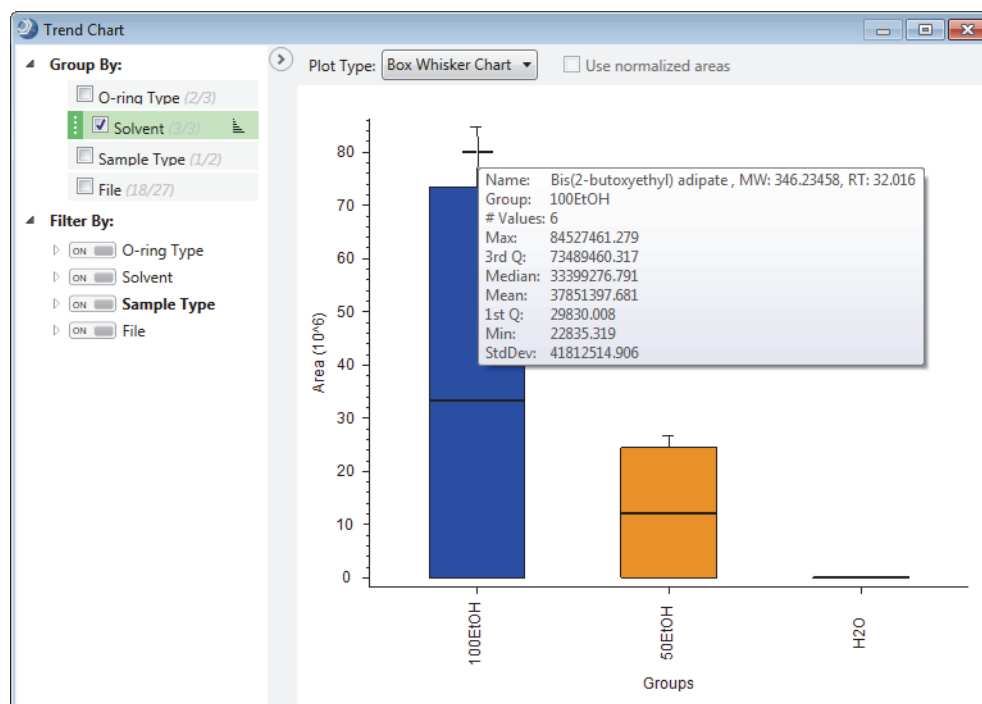 Trend Chart
Group By:
O-ring Type (2/3)
Solvent (3/3)
Sample Type (1/2)
File (18/27)
Filter By:
ON O-ring Type
ON Solvent
ON Sample Type
ON File
Plot Type: Box Whisker Chart Use normalized areas
Area (10^6)
80
70
60
50
40
30
20
10
0
Name: Bis(2-butoxyethyl) adipate , MW: 346.23458, RT: 32.016
Group: 100EtOH
# Values: 6
Max: 84527461.279
3rd Q: 73489460.317
Median: 33399276.791
Mean: 37851397.681
1st Q: 29830.008
Min: 22835.319
StdDev: 41812514.906
100EtOH
50EtOH
H2O
Groups